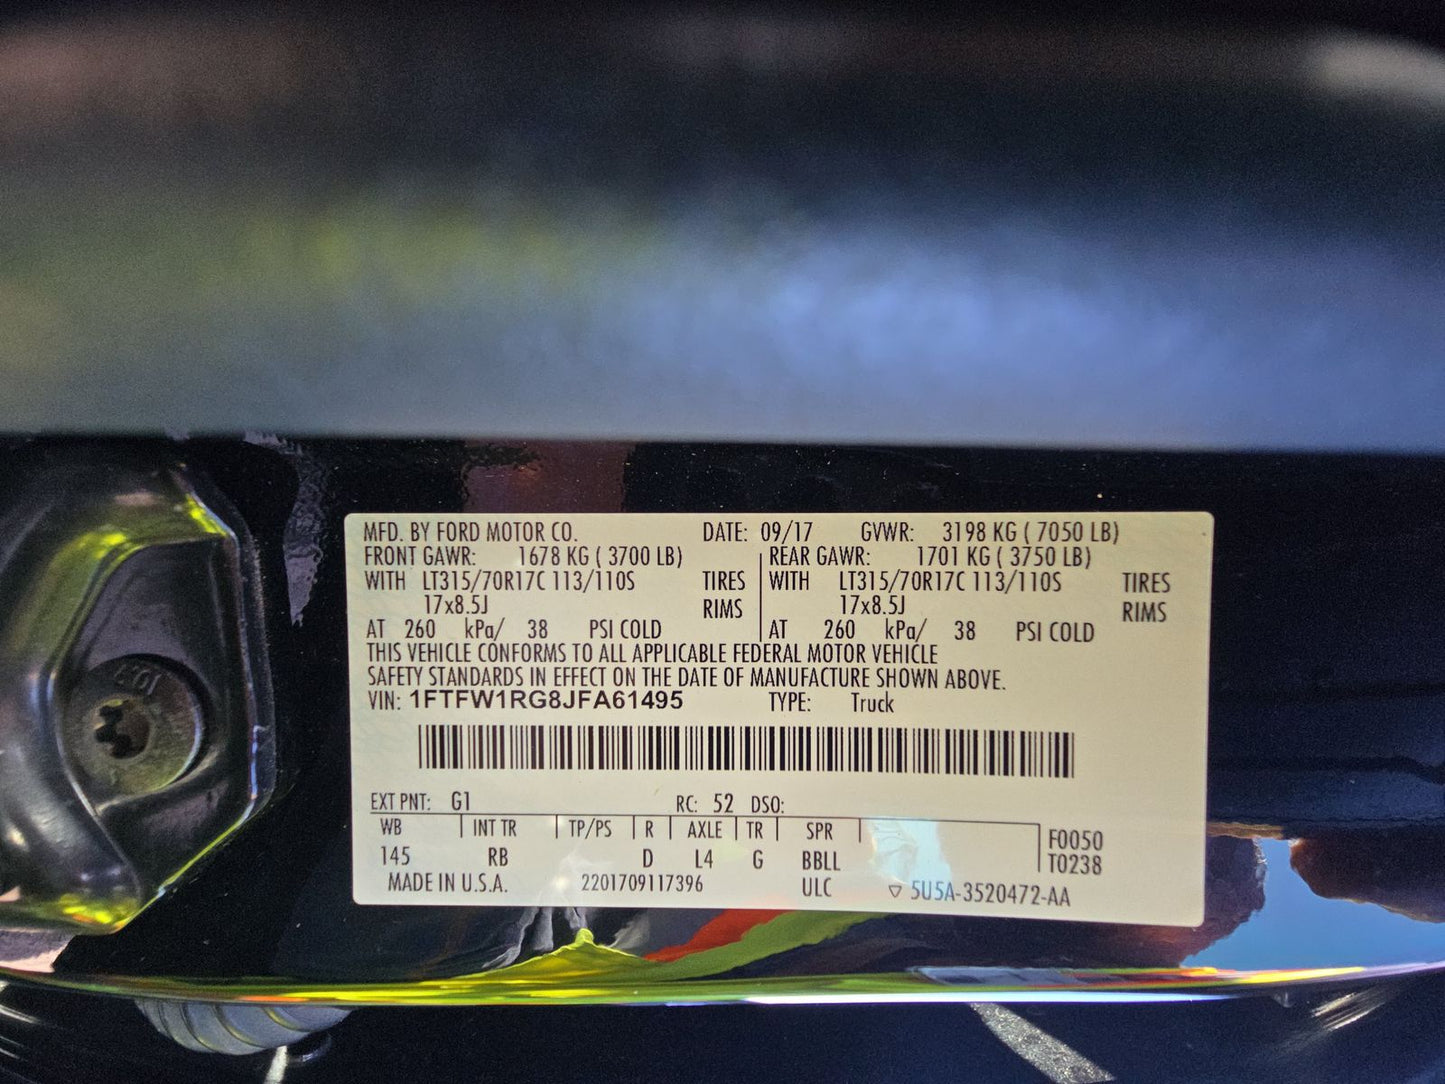 MFD. BY FORD MOTOR CO. DATE: 09/17 GVWR: 3198 KG ( 7050 LB)
FRONT GAWR: 1678 KG ( 3700 LB) REAR GAWR: 1701 KG ( 3750 LB)
WITH LT315/70R17C 113/110S TIRES WITH LT315/70R17C 113/110S TIRES
17x8.5J RIMS 17x8.5J RIMS
AT 260 kPa/ 38 PSI COLD AT 260 kPa/ 38 PSI COLD
THIS VEHICLE CONFORMS TO ALL APPLICABLE FEDERAL MOTOR VEHICLE
SAFETY STANDARDS IN EFFECT ON THE DATE OF MANUFACTURE SHOWN ABOVE.
VIN: 1FTFW1RG8JFA61495 TYPE: Truck
EXT PNT: G1 RC: 52 DSO:
WB INT TR TP/PS R AXLE TR SPR F0050
145 RB D L4 G BBLL T0238
MADE IN U.S.A. 2201709117396 ULC 5U5A-3520472-AA